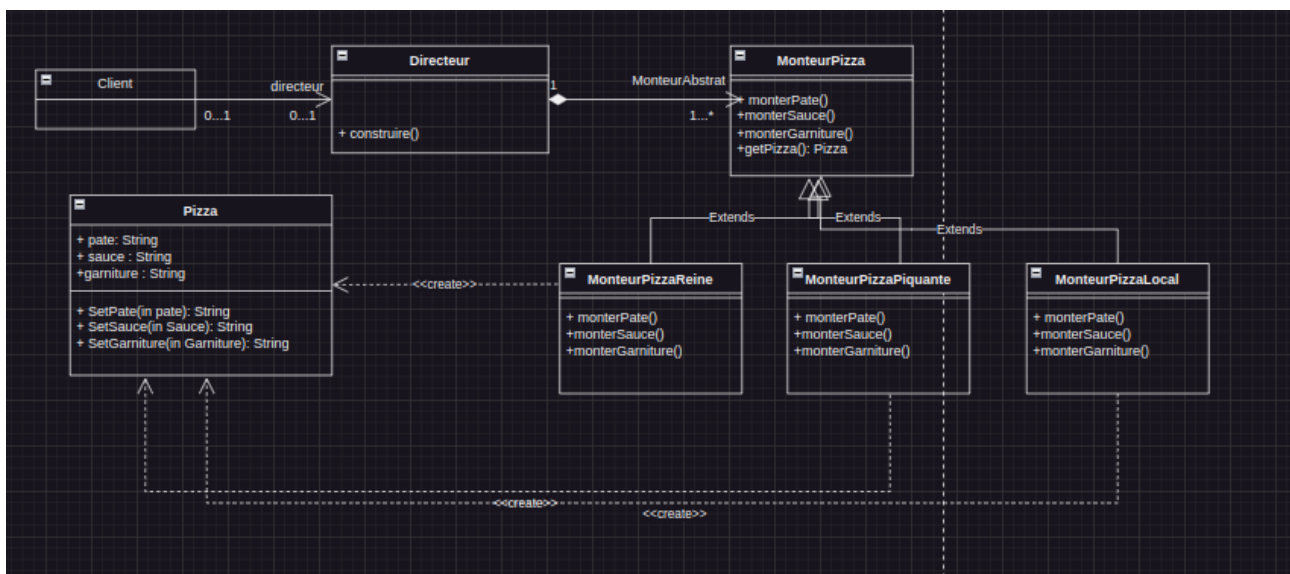 Client
directeur
0...1
0...1
Directeur
+ construire()
1
MonteurAbstrat
1...*
MonteurPizza
+ monterPate()
+monterSauce()
+monterGarniture()
+getPizza(): Pizza
Pizza
+ pate: String
+ sauce : String
+garniture : String
+ SetPate(in pate): String
+ SetSauce(in Sauce): String
+ SetGarniture(in Garniture): String
Extends
Extends
Extends
<<create>>
MonteurPizzaReine
+ monterPate()
+monterSauce()
+monterGarniture()
MonteurPizzaPiquante
+ monterPate()
+monterSauce()
+monterGarniture()
MonteurPizzaLocal
+ monterPate()
+monterSauce()
+monterGarniture()
<<create>>
<<create>>